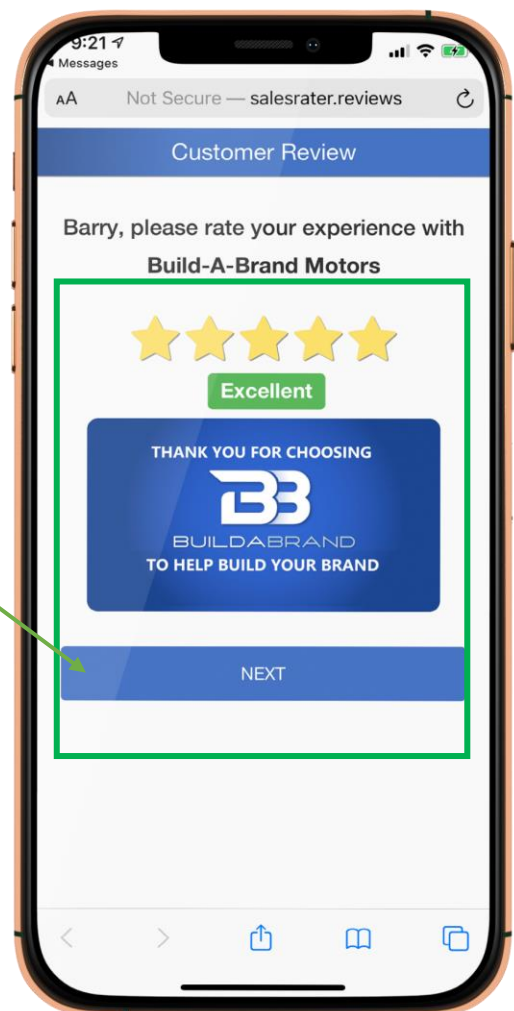 9:21
Messages
AA Not Secure — salesrater.reviews
Customer Review
Barry, please rate your experience with
Build-A-Brand Motors
Excellent
THANK YOU FOR CHOOSING
BB
BUILDABRAND
TO HELP BUILD YOUR BRAND
NEXT